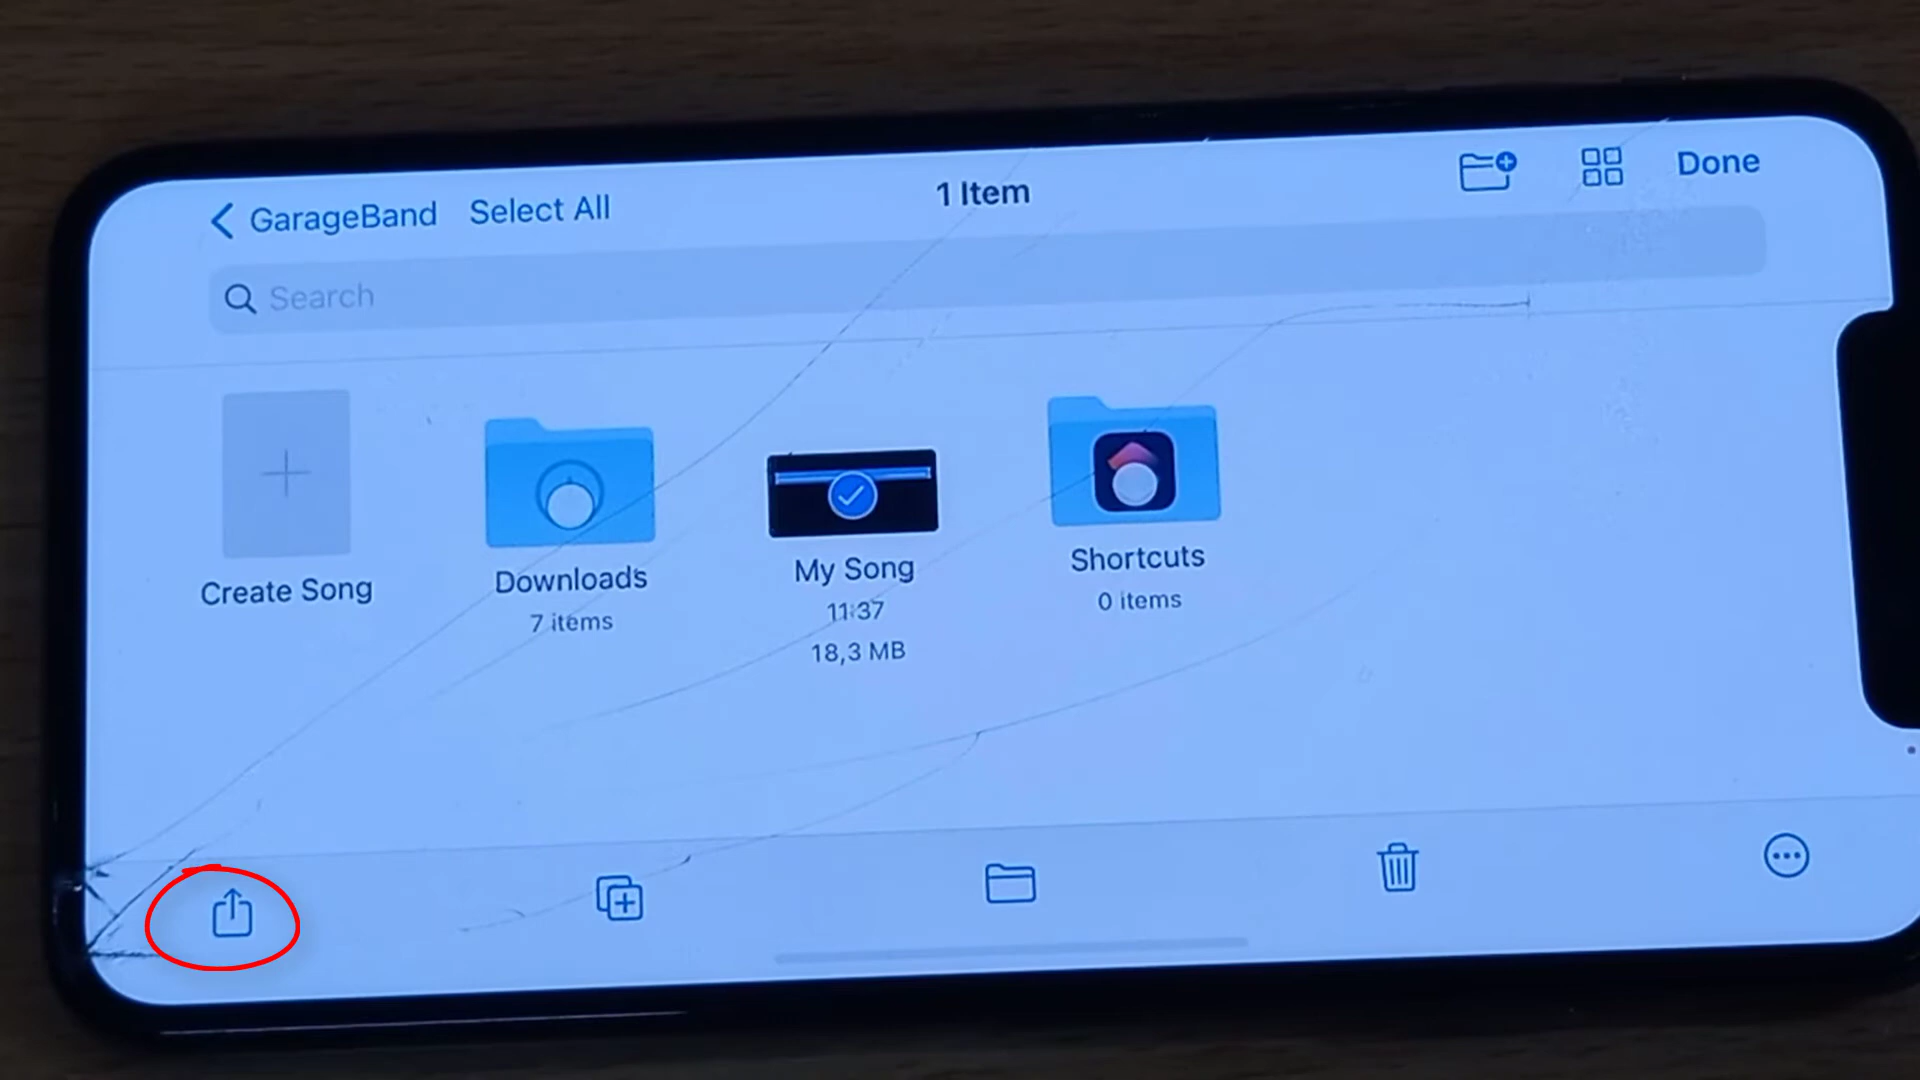 GarageBand
Select All
1 Item
Done
Search
Create Song
Downloads
7 items
My Song
11:37
18,3 MB
Shortcuts
0 items